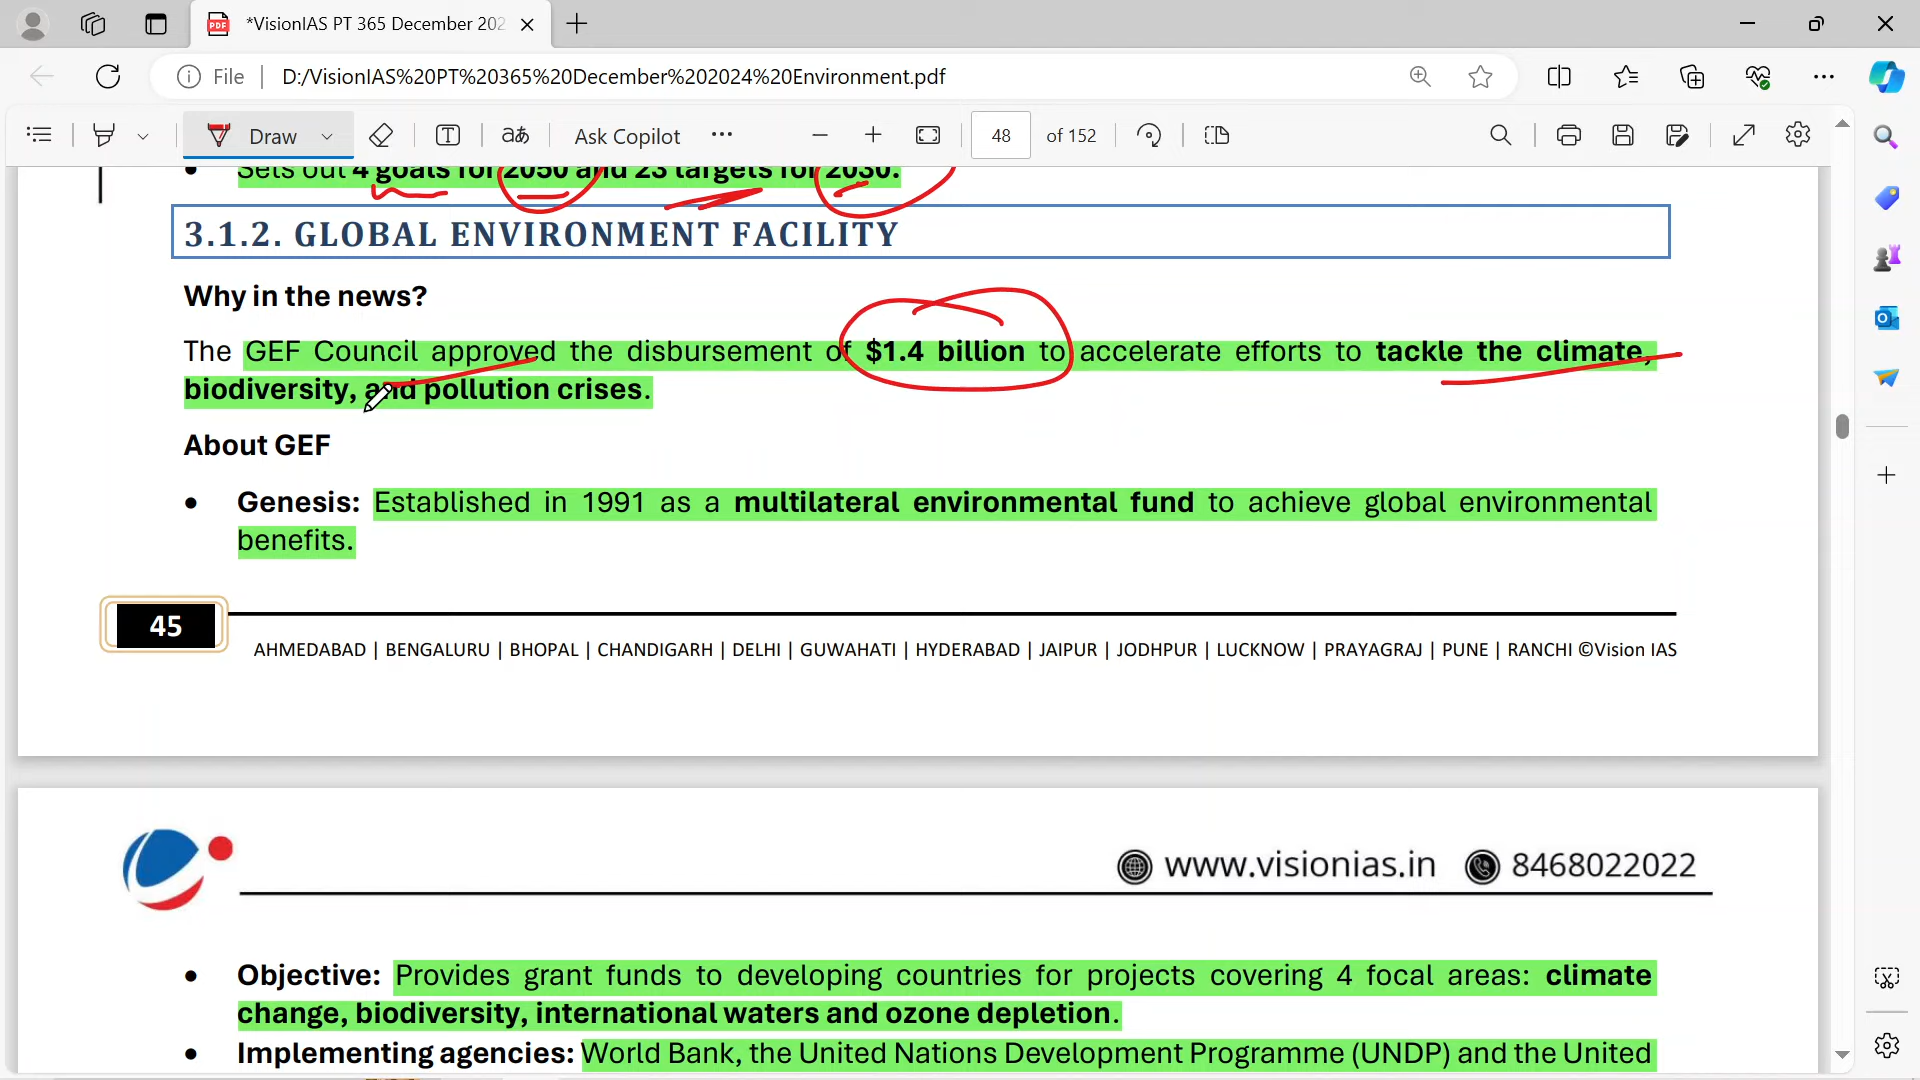 *VisionIAS PT 365 December 202
File
D:/VisionIAS%20PT%20365%20December%202024%20Environment.pdf
Draw
aあ
Ask Copilot
48
of 152
Sets out 4 goals for 2050 and 23 targets for 2030.
3.1.2. GLOBAL ENVIRONMENT FACILITY
Why in the news?
The GEF Council approved the disbursement of $1.4 billion to accelerate efforts to tackle the climate,
biodiversity, and pollution crises.
About GEF
• Genesis: Established in 1991 as a multilateral environmental fund to achieve global environmental
benefits.
45
AHMEDABAD | BENGALURU | BHOPAL | CHANDIGARH | DELHI | GUWAHATI | HYDERABAD | JAIPUR | JODHPUR | LUCKNOW | PRAYAGRAJ | PUNE | RANCHI ©Vision IAS
www.visionias.in 8468022022
• Objective: Provides grant funds to developing countries for projects covering 4 focal areas: climate
change, biodiversity, international waters and ozone depletion.
• Implementing agencies: World Bank, the United Nations Development Programme (UNDP) and the United